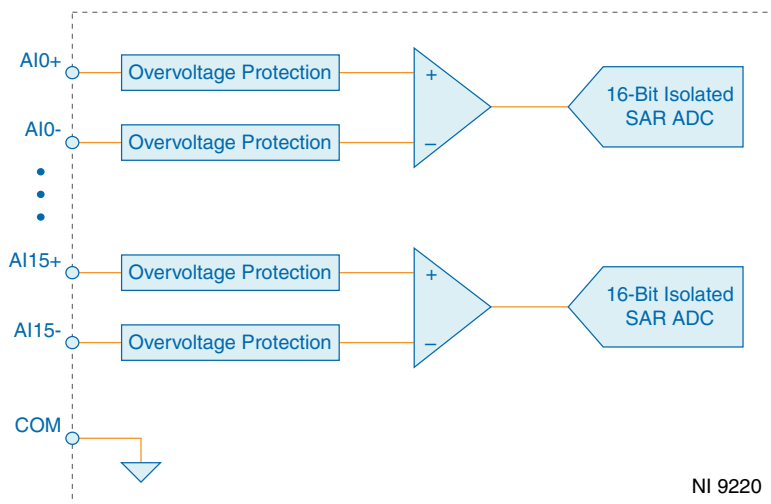 AI0+
Overvoltage Protection
+
16-Bit Isolated
SAR ADC
AI0-
Overvoltage Protection
−
AI15+
Overvoltage Protection
+
16-Bit Isolated
SAR ADC
AI15-
Overvoltage Protection
−
COM
NI 9220